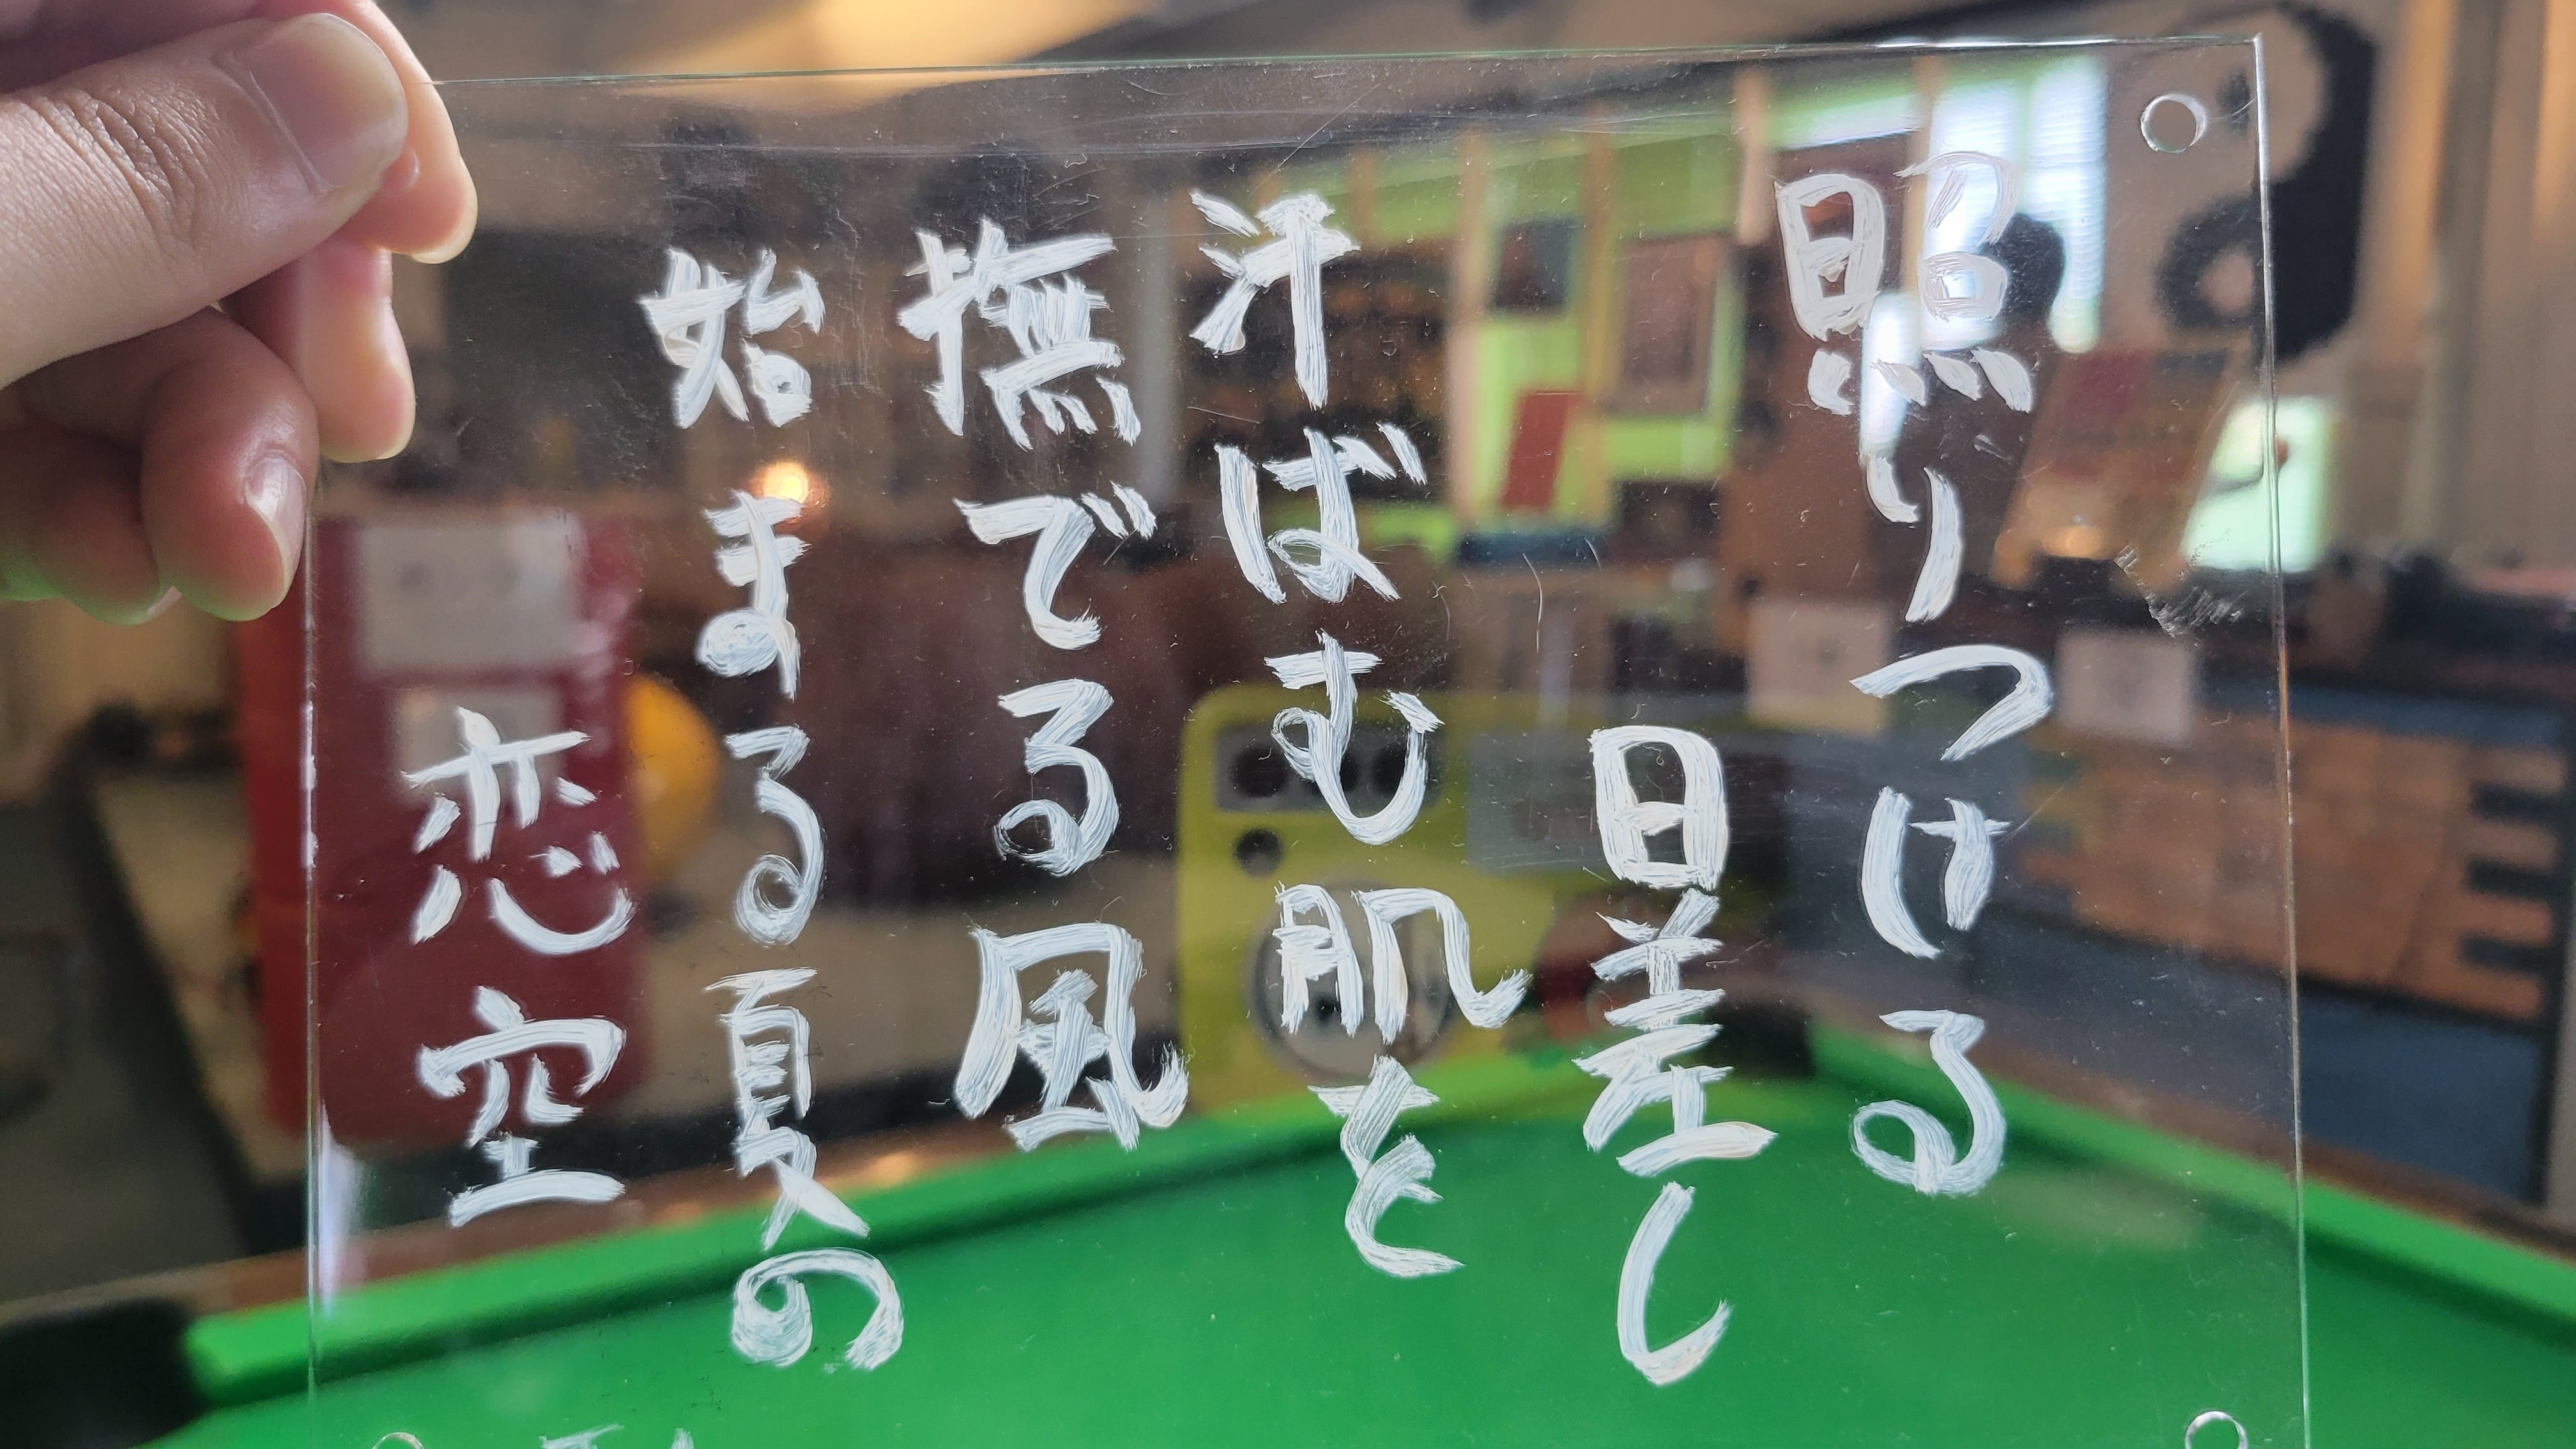 照りつける
日差し
汗ばむ肌と
撫でる風
始まる夏の
恋空